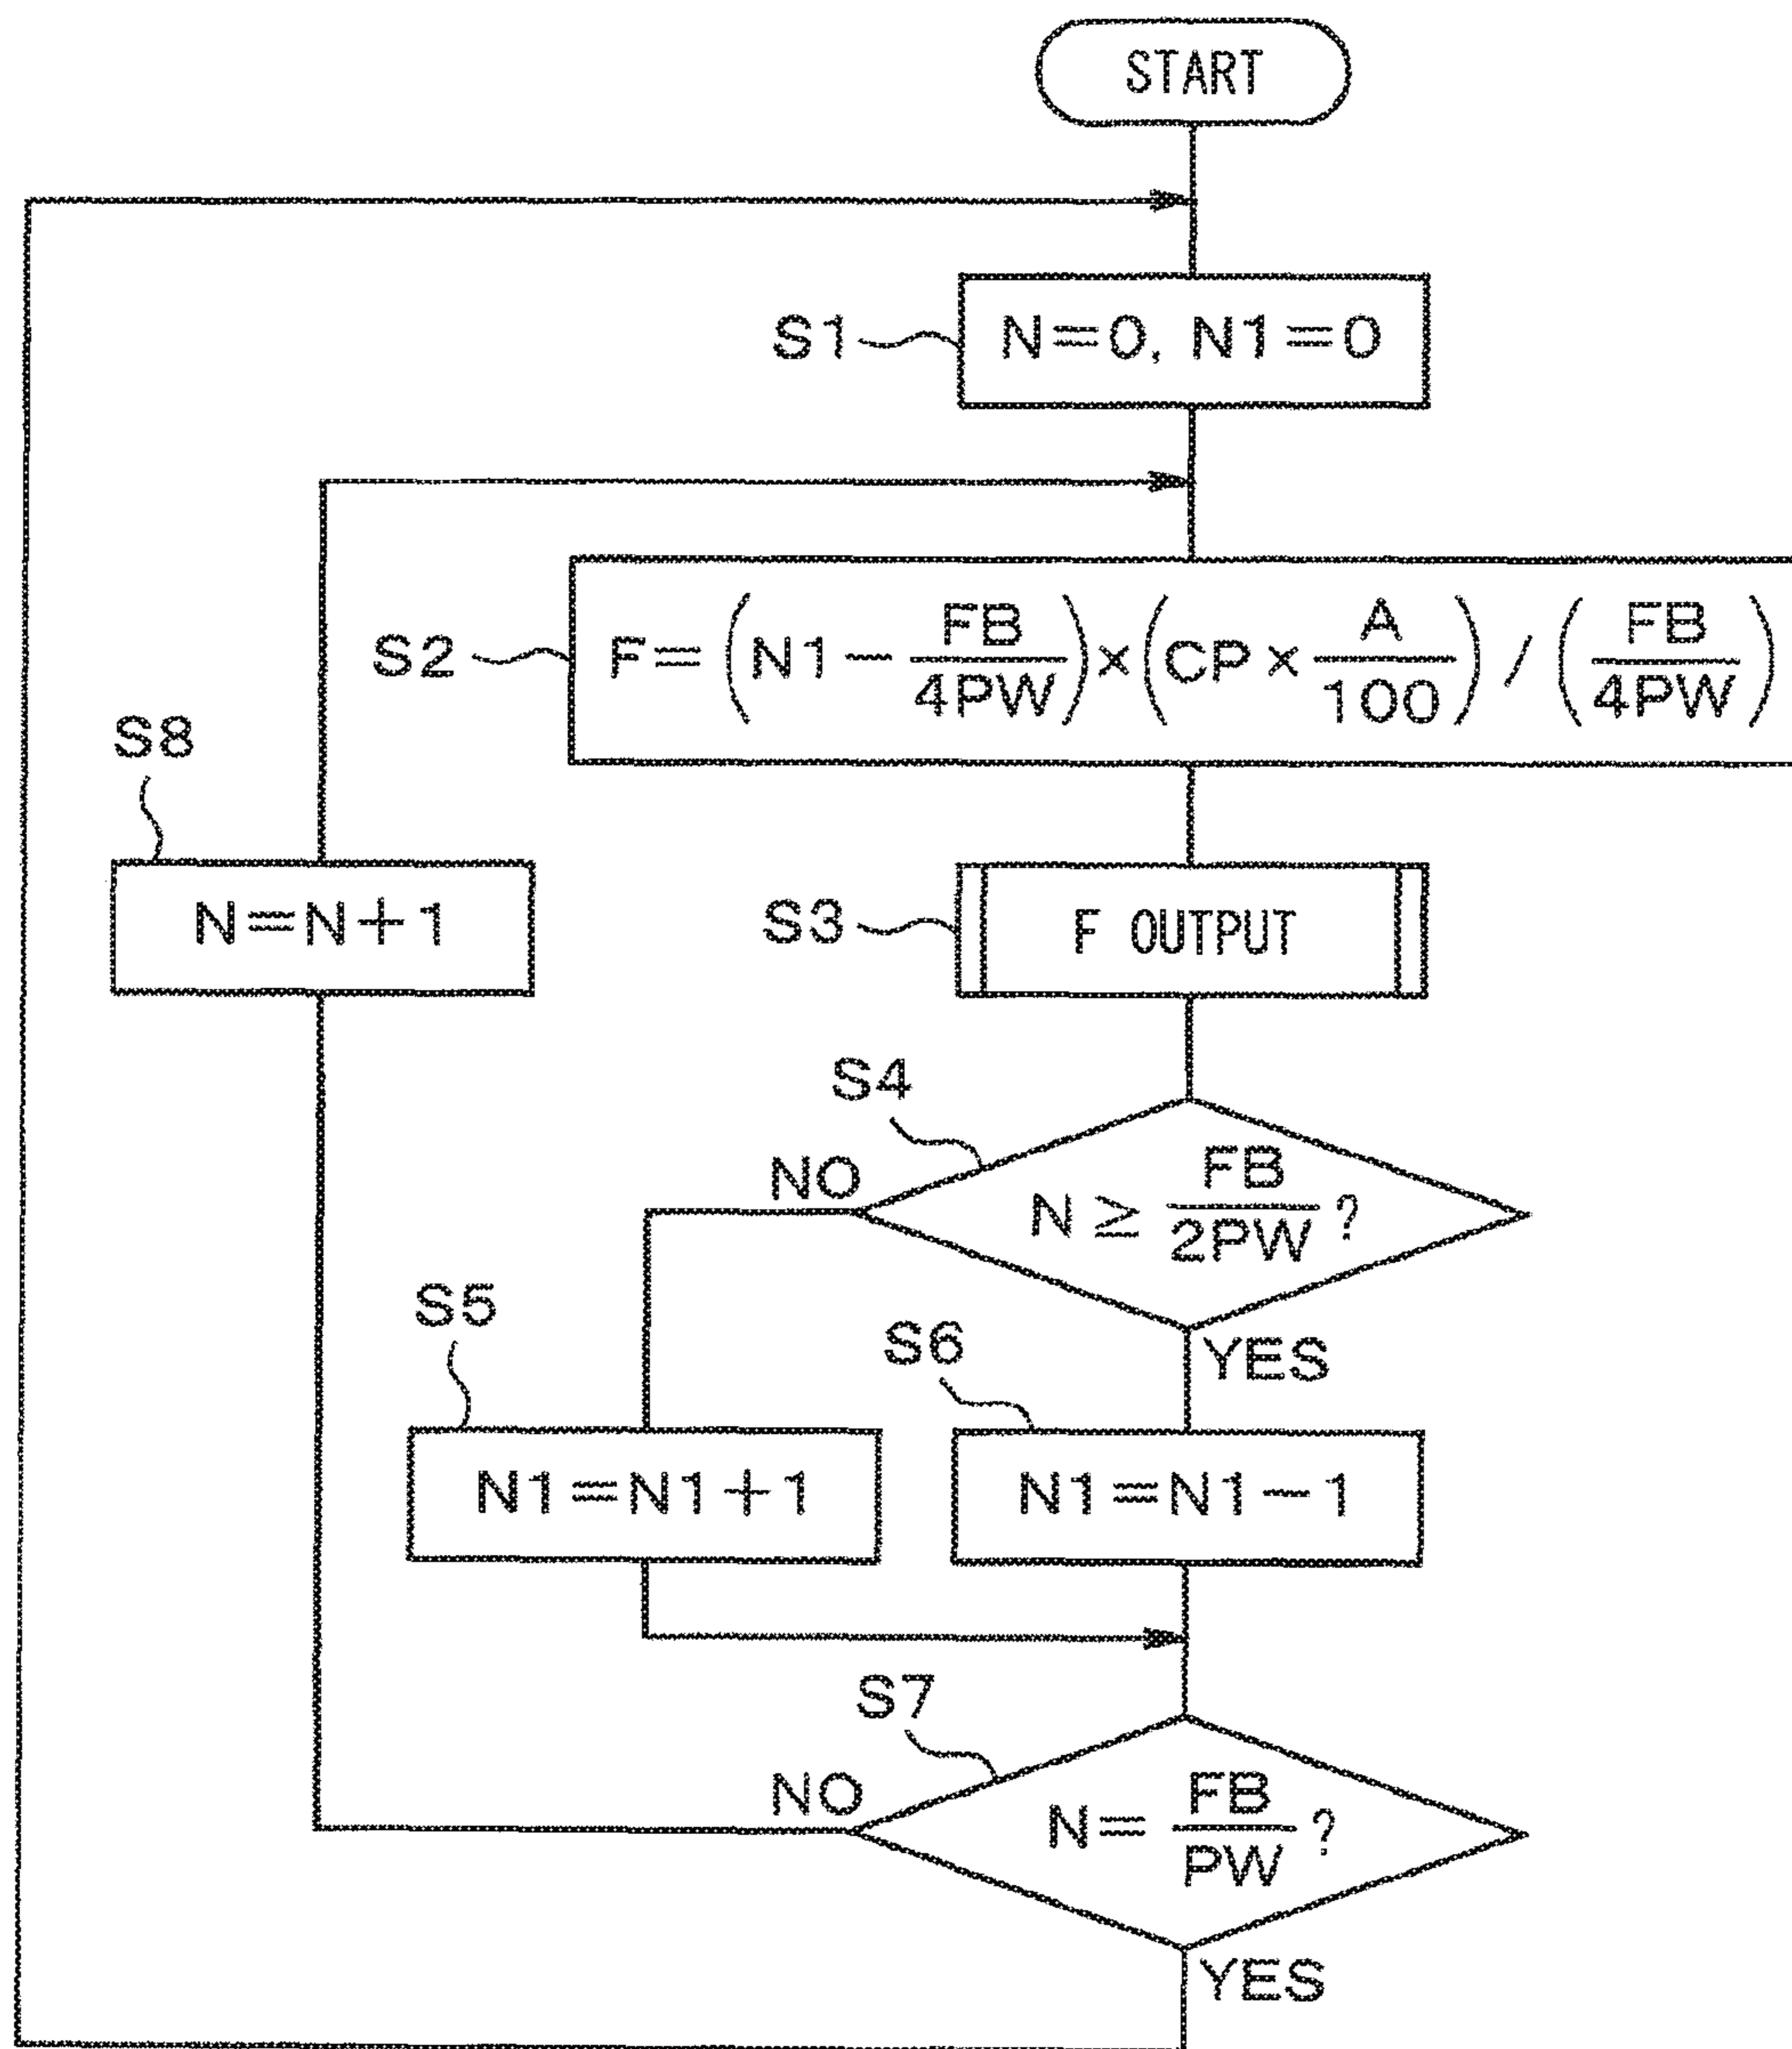 START
S1
N=0, N1=0
S2
F=(N1-FB/4PW)×(CP×A/100)/(FB/4PW)
S8
N=N+1
S3
F OUTPUT
S4
NO
N≥FB/2PW?
YES
S5
N1=N1+1
S6
N1=N1-1
S7
NO
N=FB/PW?
YES